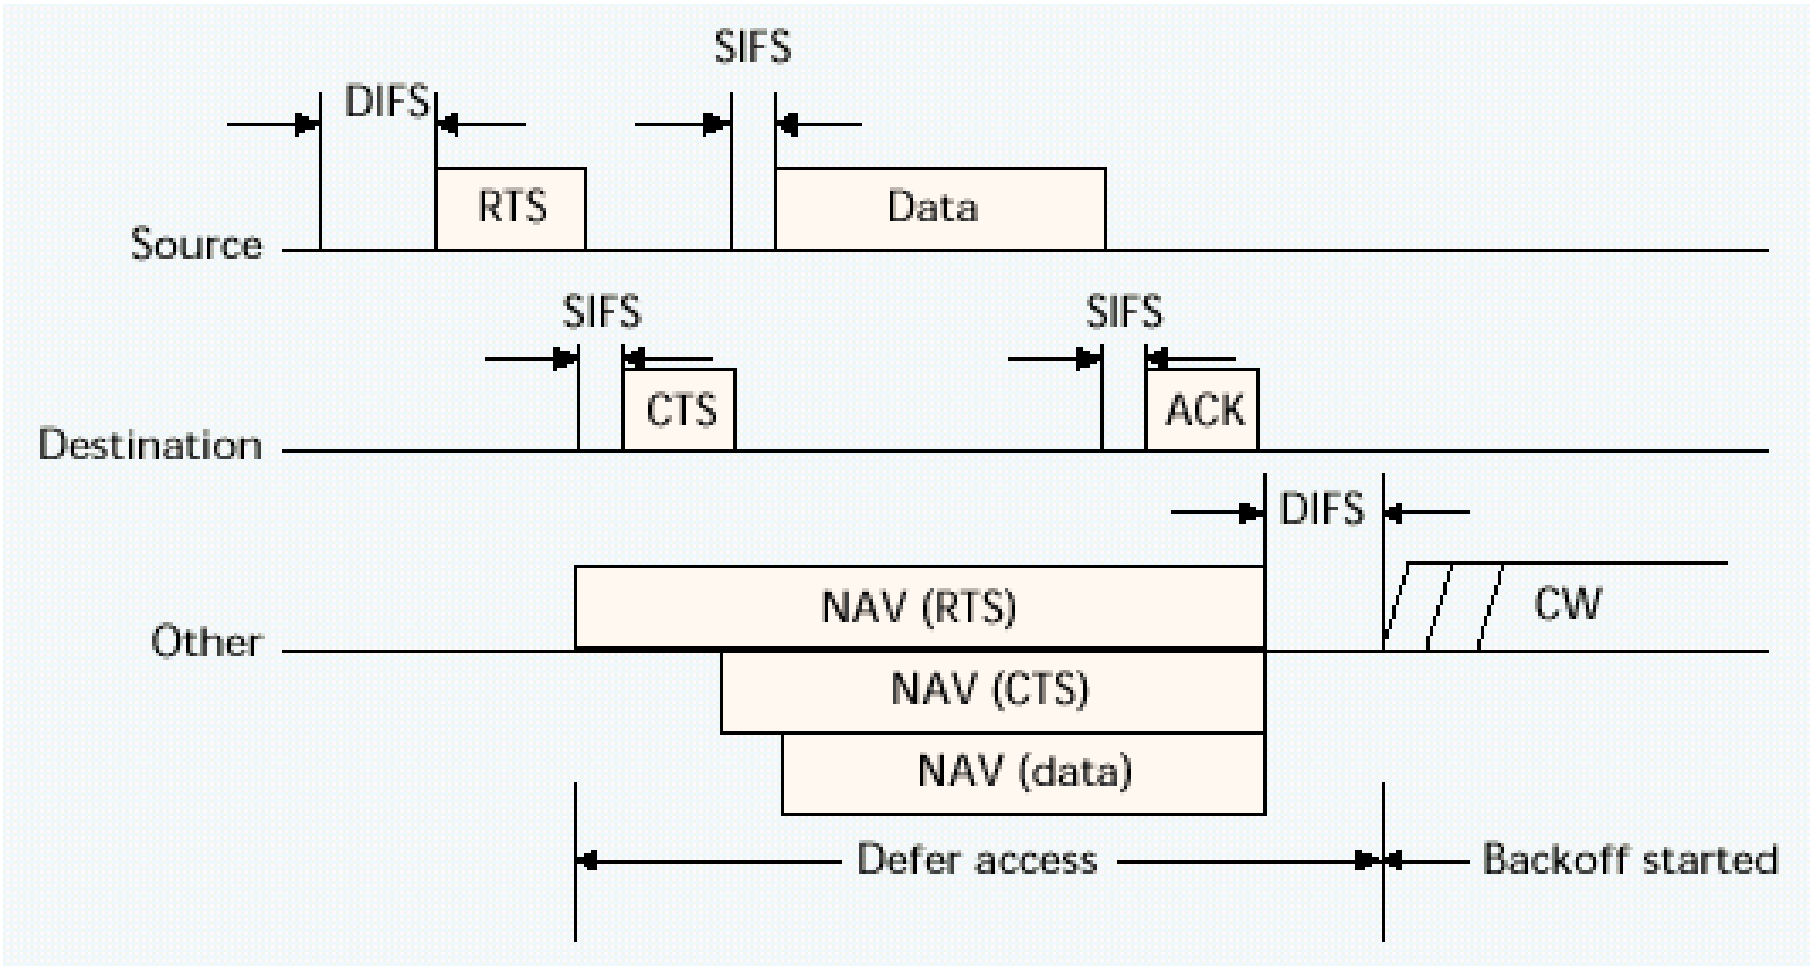 SIFS
DIFS
RTS
Data
Source
SIFS
SIFS
CTS
ACK
Destination
DIFS
NAV (RTS)
CW
Other
NAV (CTS)
NAV (data)
Defer access
Backoff started